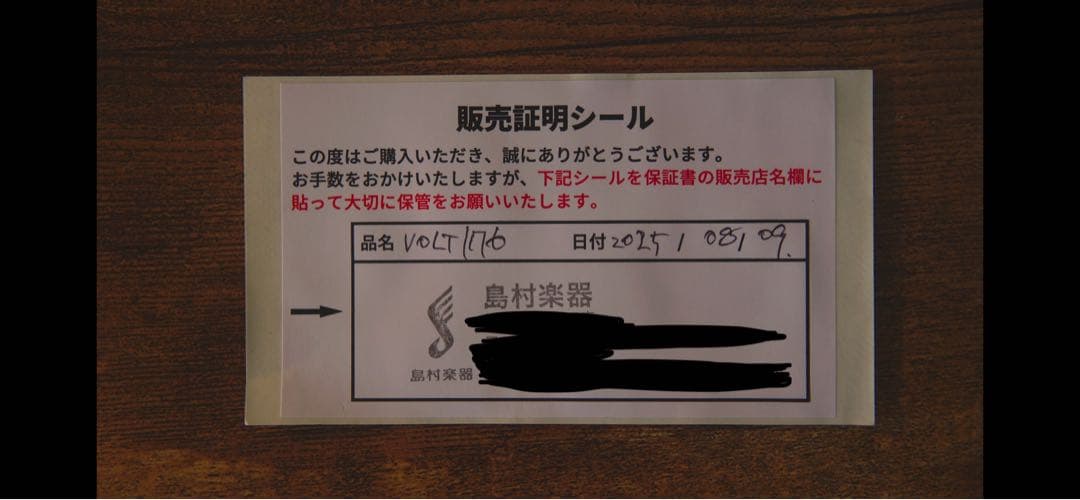 販売証明シール
この度はご購入いただき、誠にありがとうございます。
お手数をおかけいたしますが、下記シールを保証書の販売店名欄に
貼って大切に保管をお願いいたします。
品名 VOLT176 日付 2025/08/09.
島村楽器
島村楽器